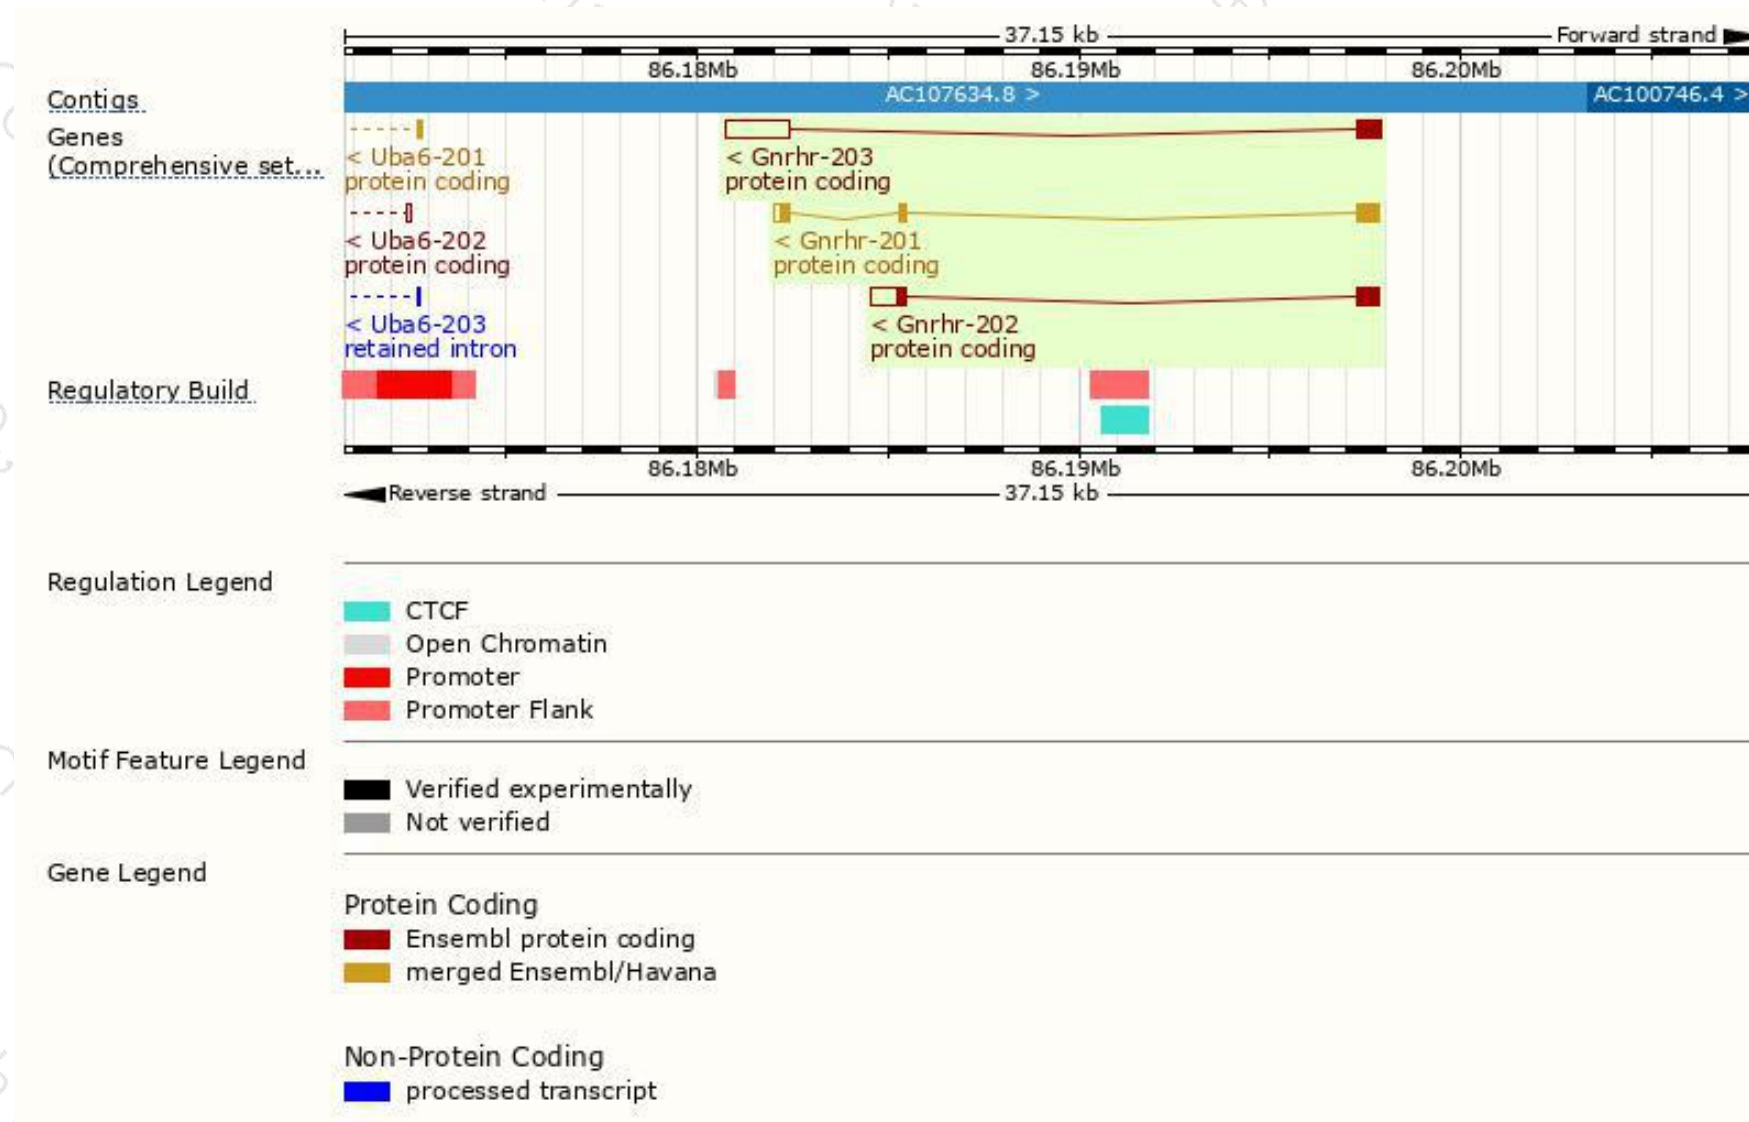 37.15 kb Forward strand
86.18Mb 86.19Mb 86.20Mb
Contigs AC107634.8 > AC100746.4 >
Genes
(Comprehensive set...
< Uba6-201 < Gnrhr-203
protein coding protein coding
< Uba6-202 < Gnrhr-201
protein coding protein coding
< Uba6-203 < Gnrhr-202
retained intron protein coding
Regulatory Build
86.18Mb 86.19Mb 86.20Mb
Reverse strand 37.15 kb
Regulation Legend
CTCF
Open Chromatin
Promoter
Promoter Flank
Motif Feature Legend
Verified experimentally
Not verified
Gene Legend
Protein Coding
Ensembl protein coding
merged Ensembl/Havana
Non-Protein Coding
processed transcript